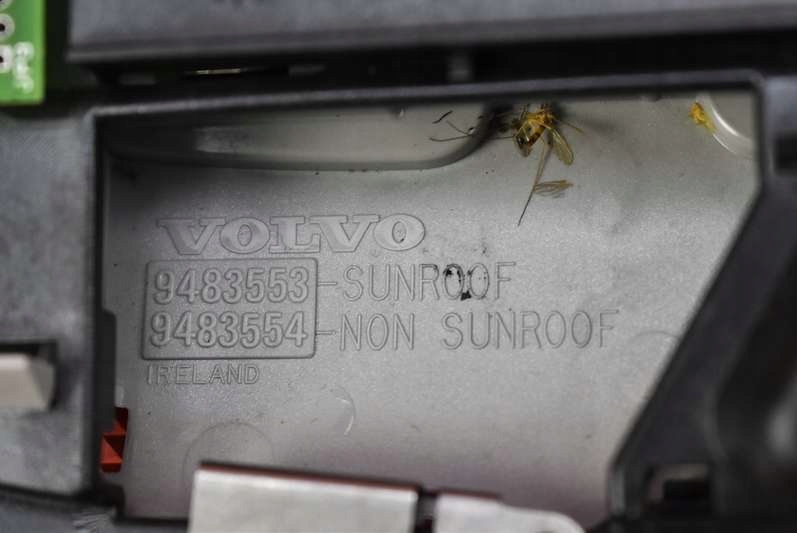 VOLVO
9483553-SUNROOF
9483554-NON SUNROOF
IRELAND